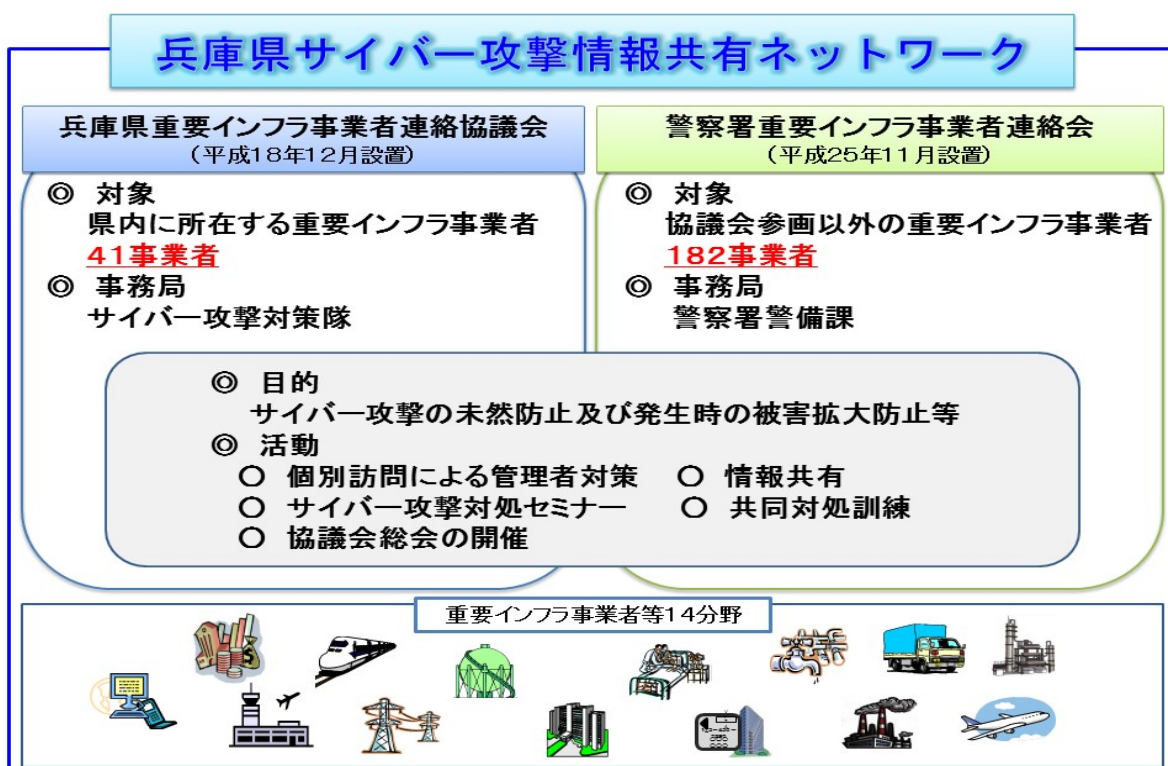 兵庫県サイバー攻撃情報共有ネットワーク
兵庫県重要インフラ事業者連絡協議会
(平成18年12月設置)
◎ 対象
県内に所在する重要インフラ事業者
41事業者
◎ 事務局
サイバー攻撃対策隊
警察署重要インフラ事業者連絡会
(平成25年11月設置)
◎ 対象
協議会参画以外の重要インフラ事業者
182事業者
◎ 事務局
警察署警備課
◎ 目的
サイバー攻撃の未然防止及び発生時の被害拡大防止等
◎ 活動
○ 個別訪問による管理者対策 ○ 情報共有
○ サイバー攻撃対処セミナー ○ 共同対処訓練
○ 協議会総会の開催
重要インフラ事業者等14分野